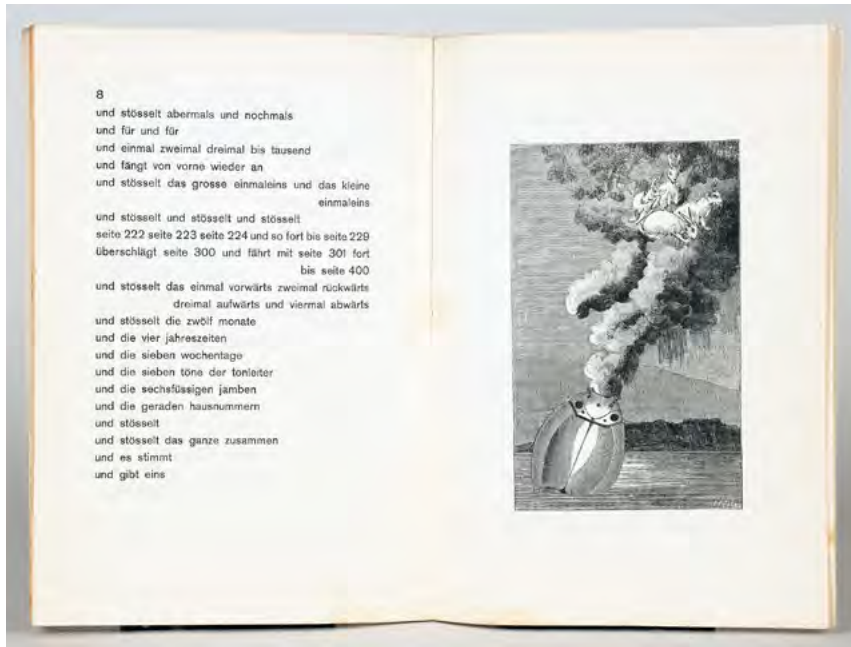 8
und stösselt abermals und nochmals
und für und für
und einmal zweimal dreimal bis tausend
und fängt von vorne wieder an
und stösselt das grosse einmaleins und das kleine
einmaleins
und stösselt und stösselt und stösselt
seite 222 seite 223 seite 224 und so fort bis seite 229
überschlägt seite 300 und fährt mit seite 301 fort
bis seite 400
und stösselt das einmal vorwärts zweimal rückwärts
dreimal aufwärts und viermal abwärts
und stösselt die zwölf monate
und die vier jahreszeiten
und die sieben wochentage
und die sieben töne der tonleiter
und die sechsfüssigen jamben
und die geraden hausnummern
und stösselt
und stösselt das ganze zusammen
und es stimmt
und gibt eins